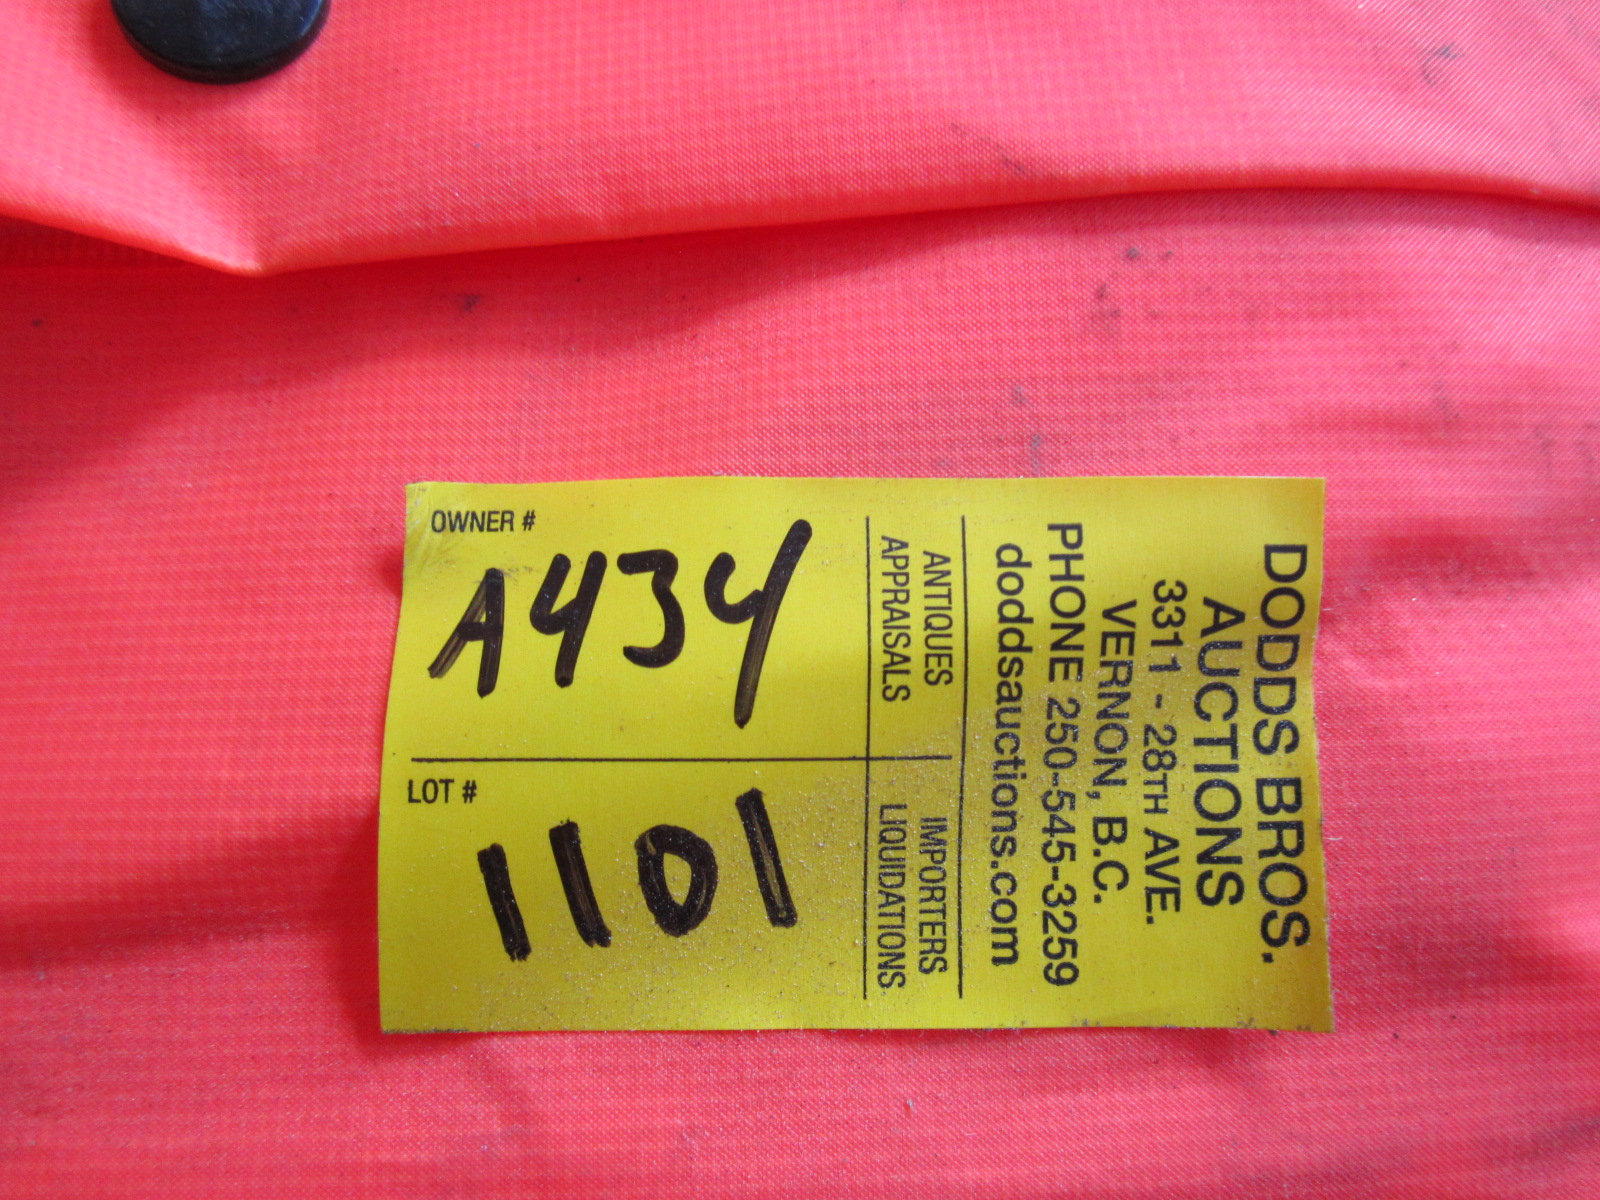 OWNER #
A434
LOT #
1101
DODDS BROS.
AUCTIONS
3311 - 28TH AVE.
VERNON, B.C.
PHONE 250-545-3259
doddsauctions.com
ANTIQUES
APPRAISALS
IMPORTERS
LIQUIDATIONS